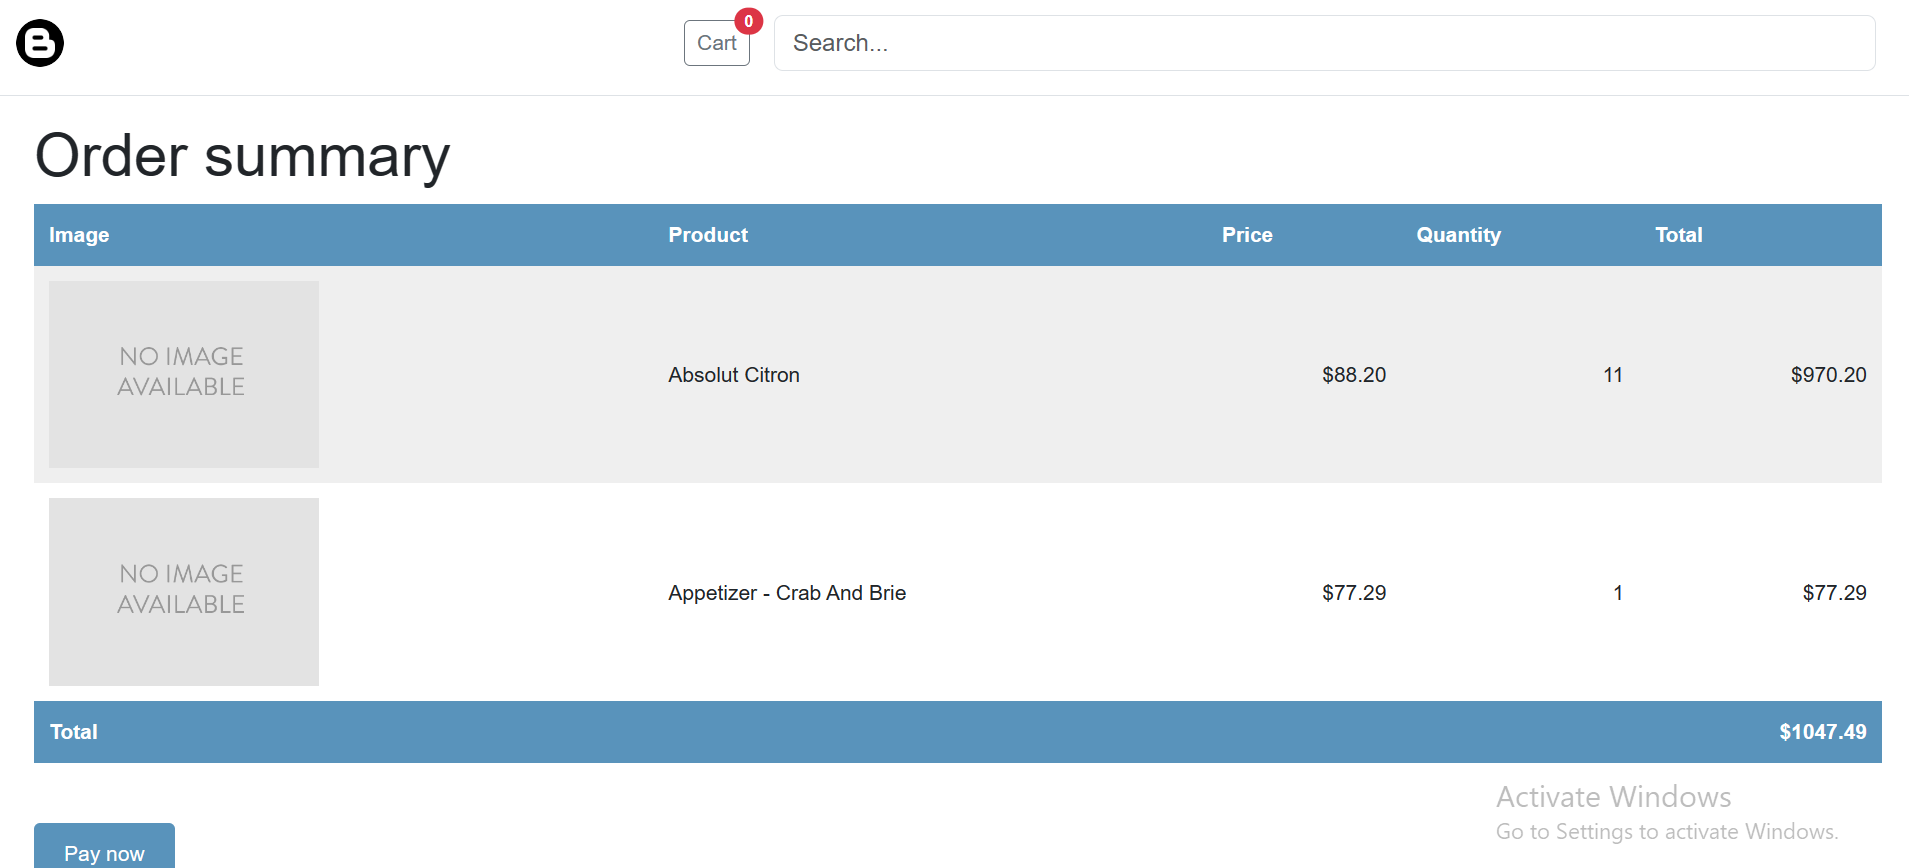 Cart
0
Search...
Order summary
Image Product Price Quantity Total
NO IMAGE
AVAILABLE
Absolut Citron $88.20 11 $970.20
NO IMAGE
AVAILABLE
Appetizer - Crab And Brie $77.29 1 $77.29
Total $1047.49
Activate Windows
Go to Settings to activate Windows.
Pay now